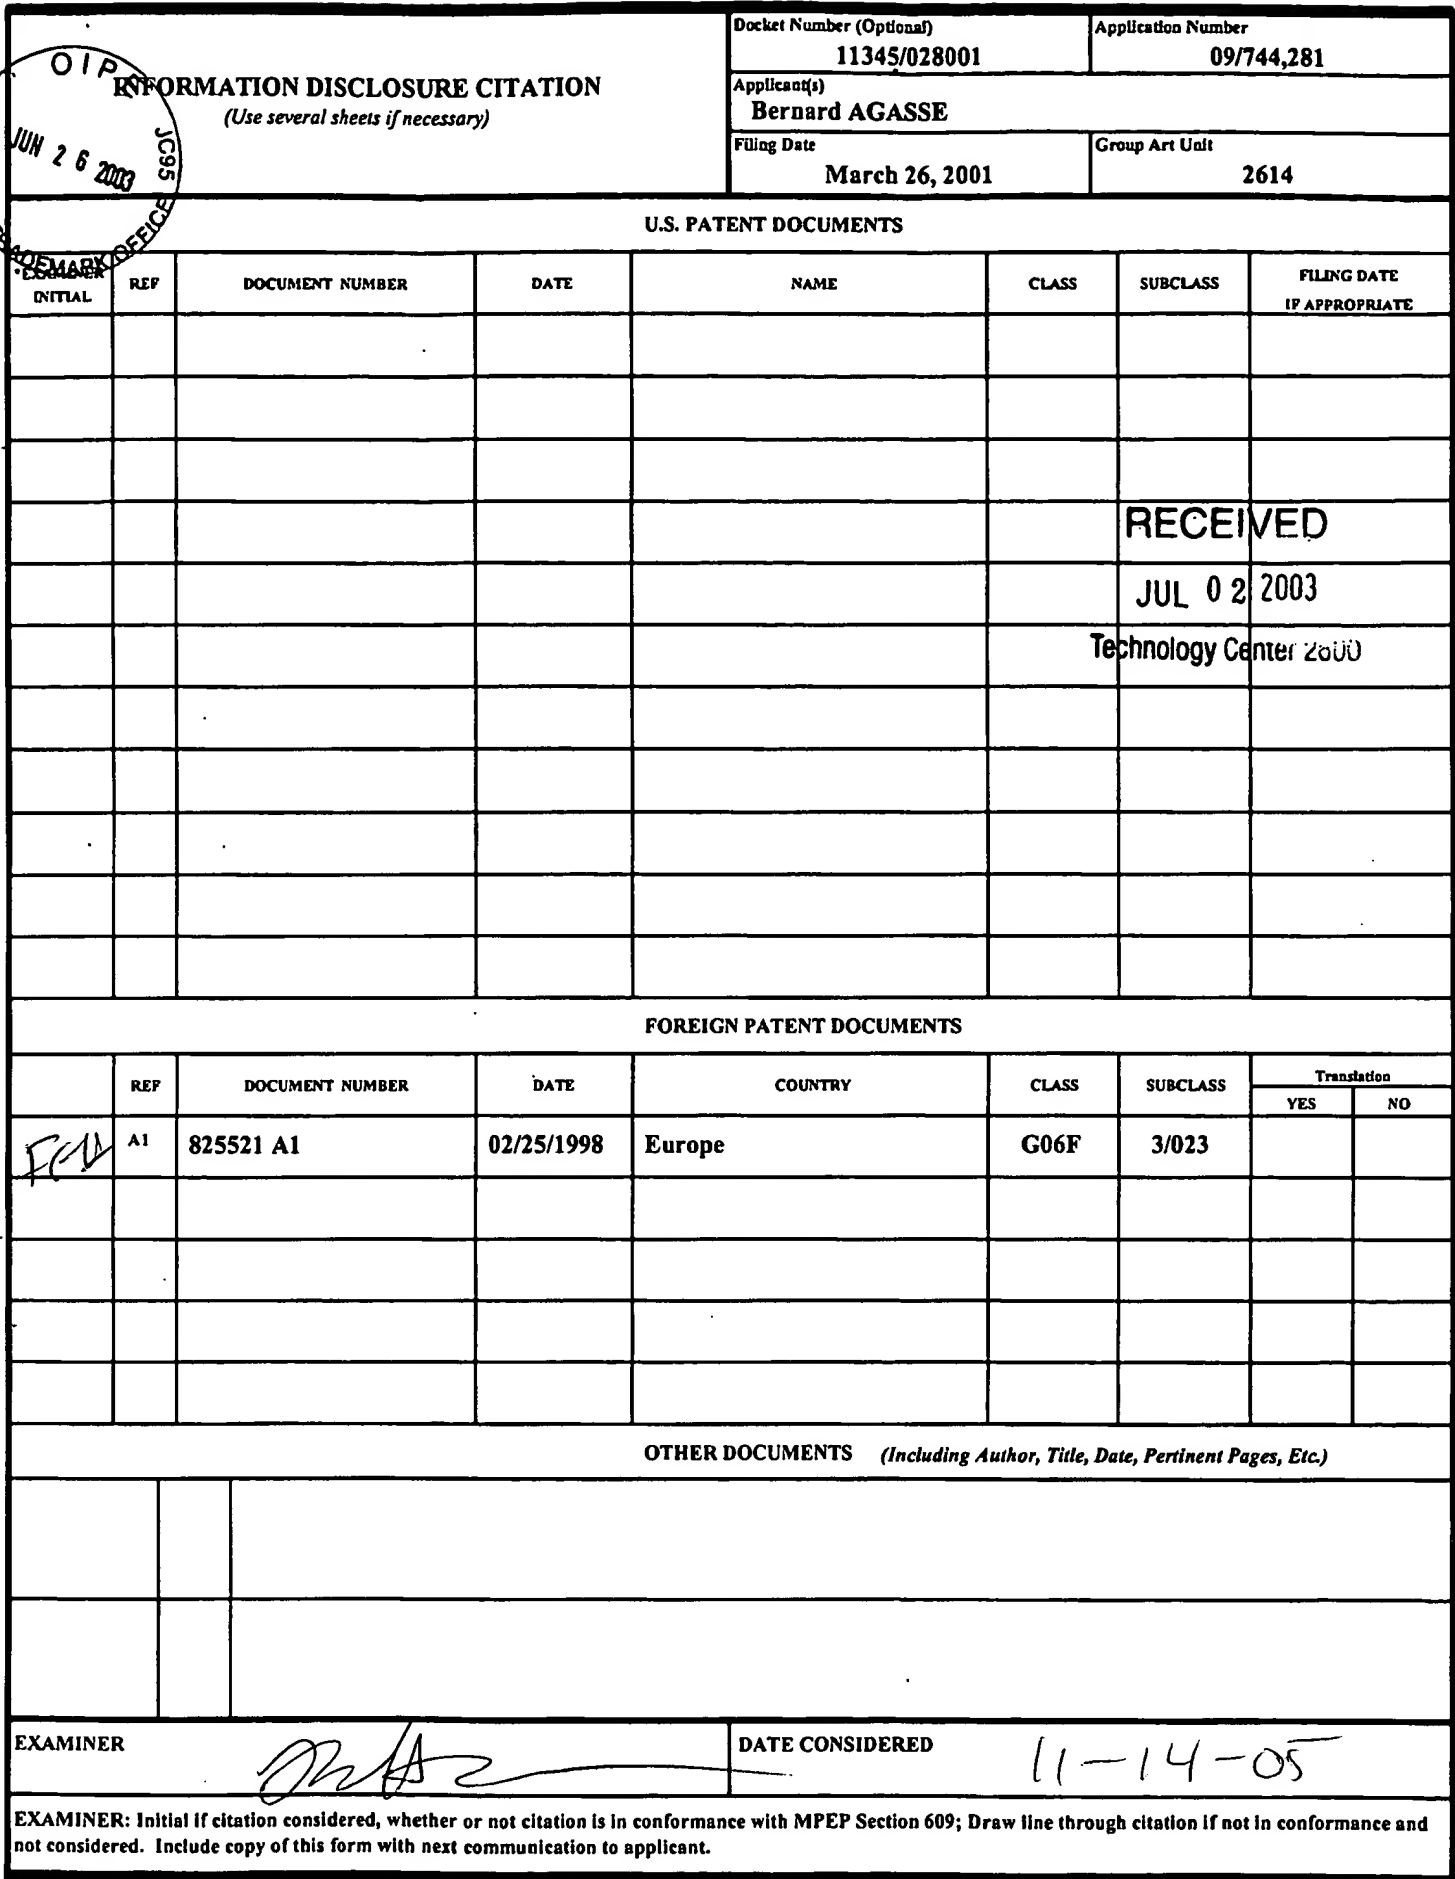 Docket Number (Optional)
11345/028001
Application Number
09/744,281
INFORMATION DISCLOSURE CITATION
(Use several sheets if necessary)
Applicant(s)
Bernard AGASSE
Filing Date
March 26, 2001
Group Art Unit
2614
OIPE
JC95
JUN 26 2003
TRADEMARK OFFICE
U.S. PATENT DOCUMENTS
*EXAMINER INITIAL
REF
DOCUMENT NUMBER
DATE
NAME
CLASS
SUBCLASS
FILING DATE
IF APPROPRIATE
RECEIVED
JUL 02 2003
Technology Center 2600
FOREIGN PATENT DOCUMENTS
REF
DOCUMENT NUMBER
DATE
COUNTRY
CLASS
SUBCLASS
Translation
YES
NO
A1
825521 A1
02/25/1998
Europe
G06F
3/023
OTHER DOCUMENTS (Including Author, Title, Date, Pertinent Pages, Etc.)
EXAMINER
DATE CONSIDERED
11-14-05
EXAMINER: Initial if citation considered, whether or not citation is in conformance with MPEP Section 609; Draw line through citation if not in conformance and
not considered. Include copy of this form with next communication to applicant.